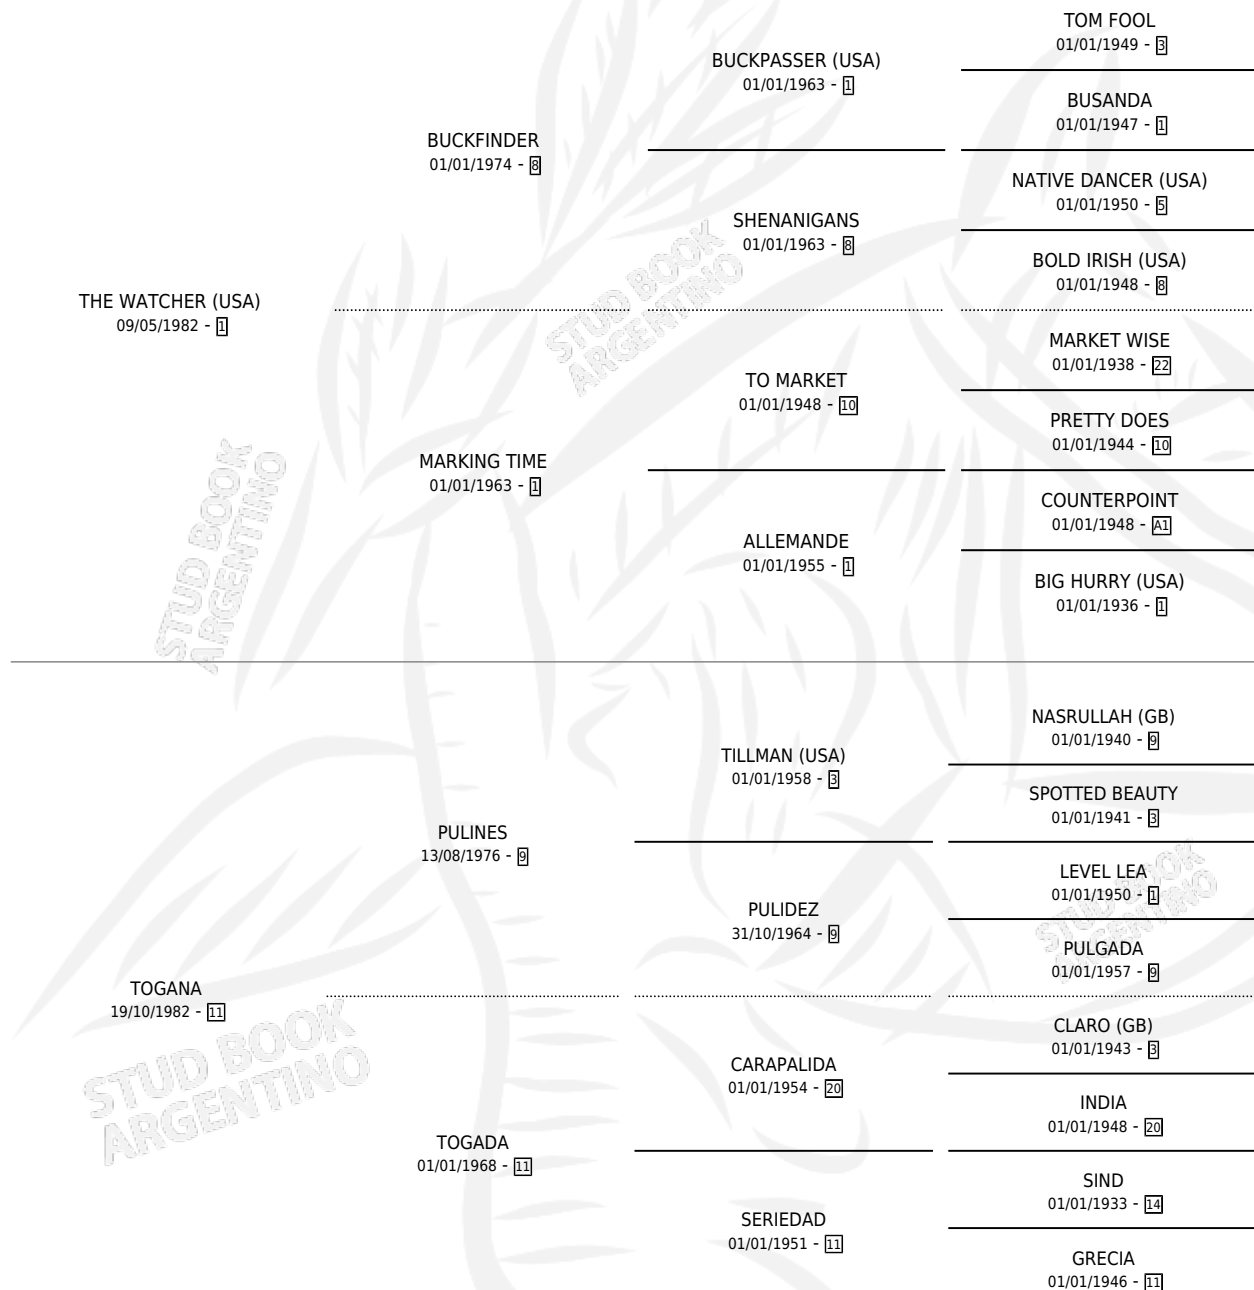 TOM FOOL
01/01/1949 - 3
BUCKPASSER (USA)
01/01/1963 - 1
BUSANDA
01/01/1947 - 1
BUCKFINDER
01/01/1974 - 8
NATIVE DANCER (USA)
01/01/1950 - 5
SHENANIGANS
01/01/1963 - 8
BOLD IRISH (USA)
01/01/1948 - 8
THE WATCHER (USA)
09/05/1982 - 1
MARKET WISE
01/01/1938 - 22
TO MARKET
01/01/1948 - 10
PRETTY DOES
01/01/1944 - 10
MARKING TIME
01/01/1963 - 1
COUNTERPOINT
01/01/1948 - A1
ALLEMANDE
01/01/1955 - 1
BIG HURRY (USA)
01/01/1936 - 1
NASRULLAH (GB)
01/01/1940 - 9
TILLMAN (USA)
01/01/1958 - 3
SPOTTED BEAUTY
01/01/1941 - 3
PULINES
13/08/1976 - 9
LEVEL LEA
01/01/1950 - 1
PULIDEZ
31/10/1964 - 9
PULGADA
01/01/1957 - 9
TOGANA
19/10/1982 - 11
CLARO (GB)
01/01/1943 - 3
CARAPALIDA
01/01/1954 - 20
INDIA
01/01/1948 - 20
TOGADA
01/01/1968 - 11
SIND
01/01/1933 - 14
SERIEDAD
01/01/1951 - 11
GRECIA
01/01/1946 - 11
STUD BOOK
ARGENTINO
STUD BOOK
ARGENTINO
STUD BOOK
ARGENTINO
STUD BOOK
ARGENTINO